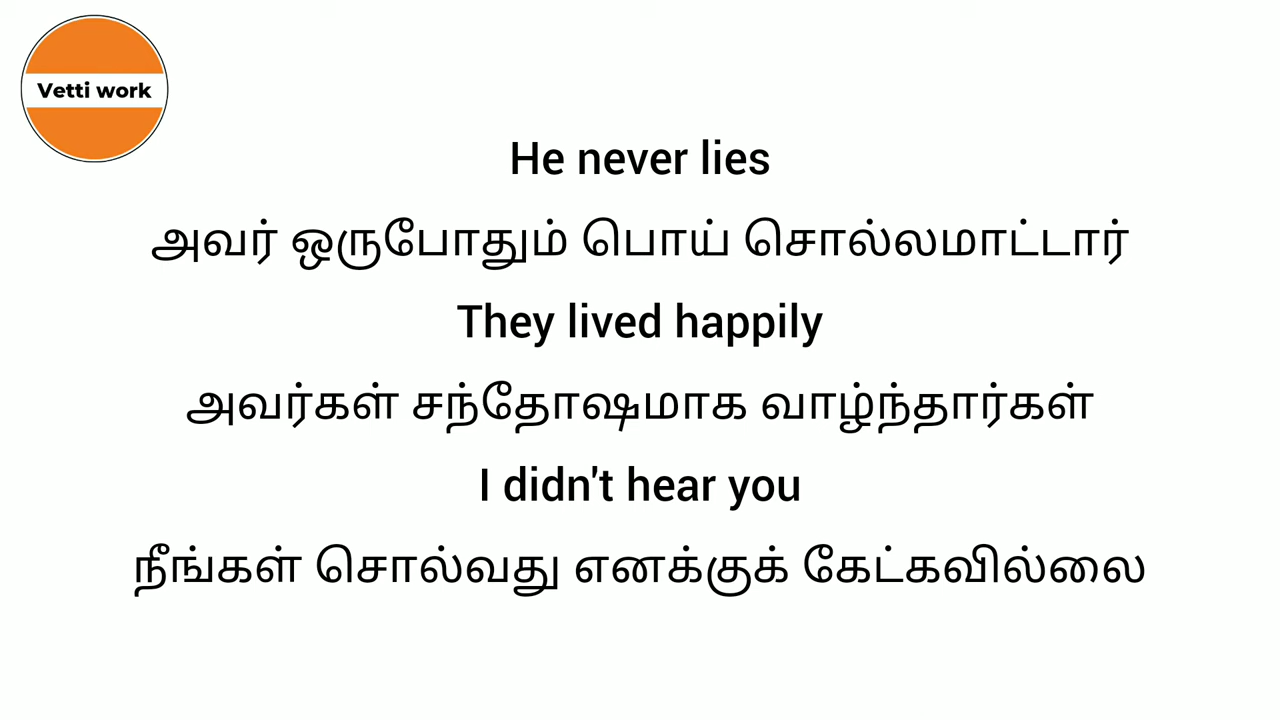 Vetti work
He never lies
அவர் ஒருபோதும் பொய் சொல்லமாட்டார்
They lived happily
அவர்கள் சந்தோஷமாக வாழ்ந்தார்கள்
I didn't hear you
நீங்கள் சொல்வது எனக்குக் கேட்கவில்லை